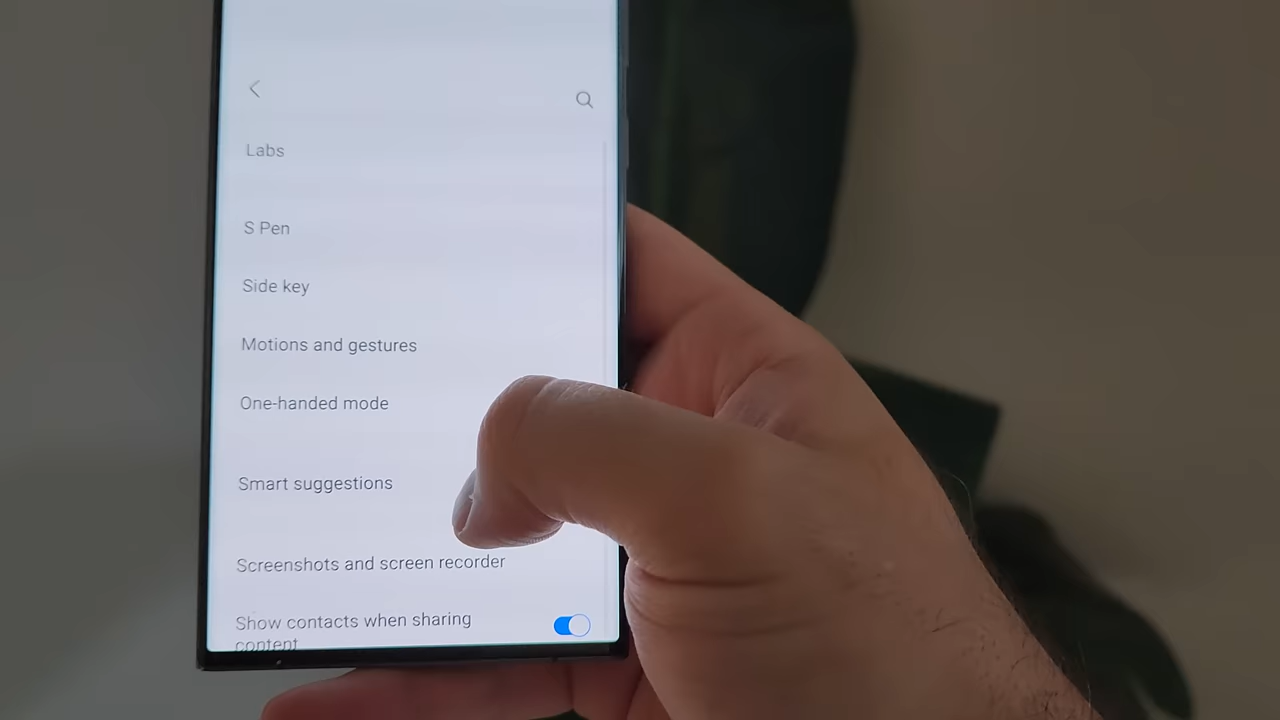 Labs
S Pen
Side key
Motions and gestures
One-handed mode
Smart suggestions
Screenshots and screen recorder
Show contacts when sharing
content